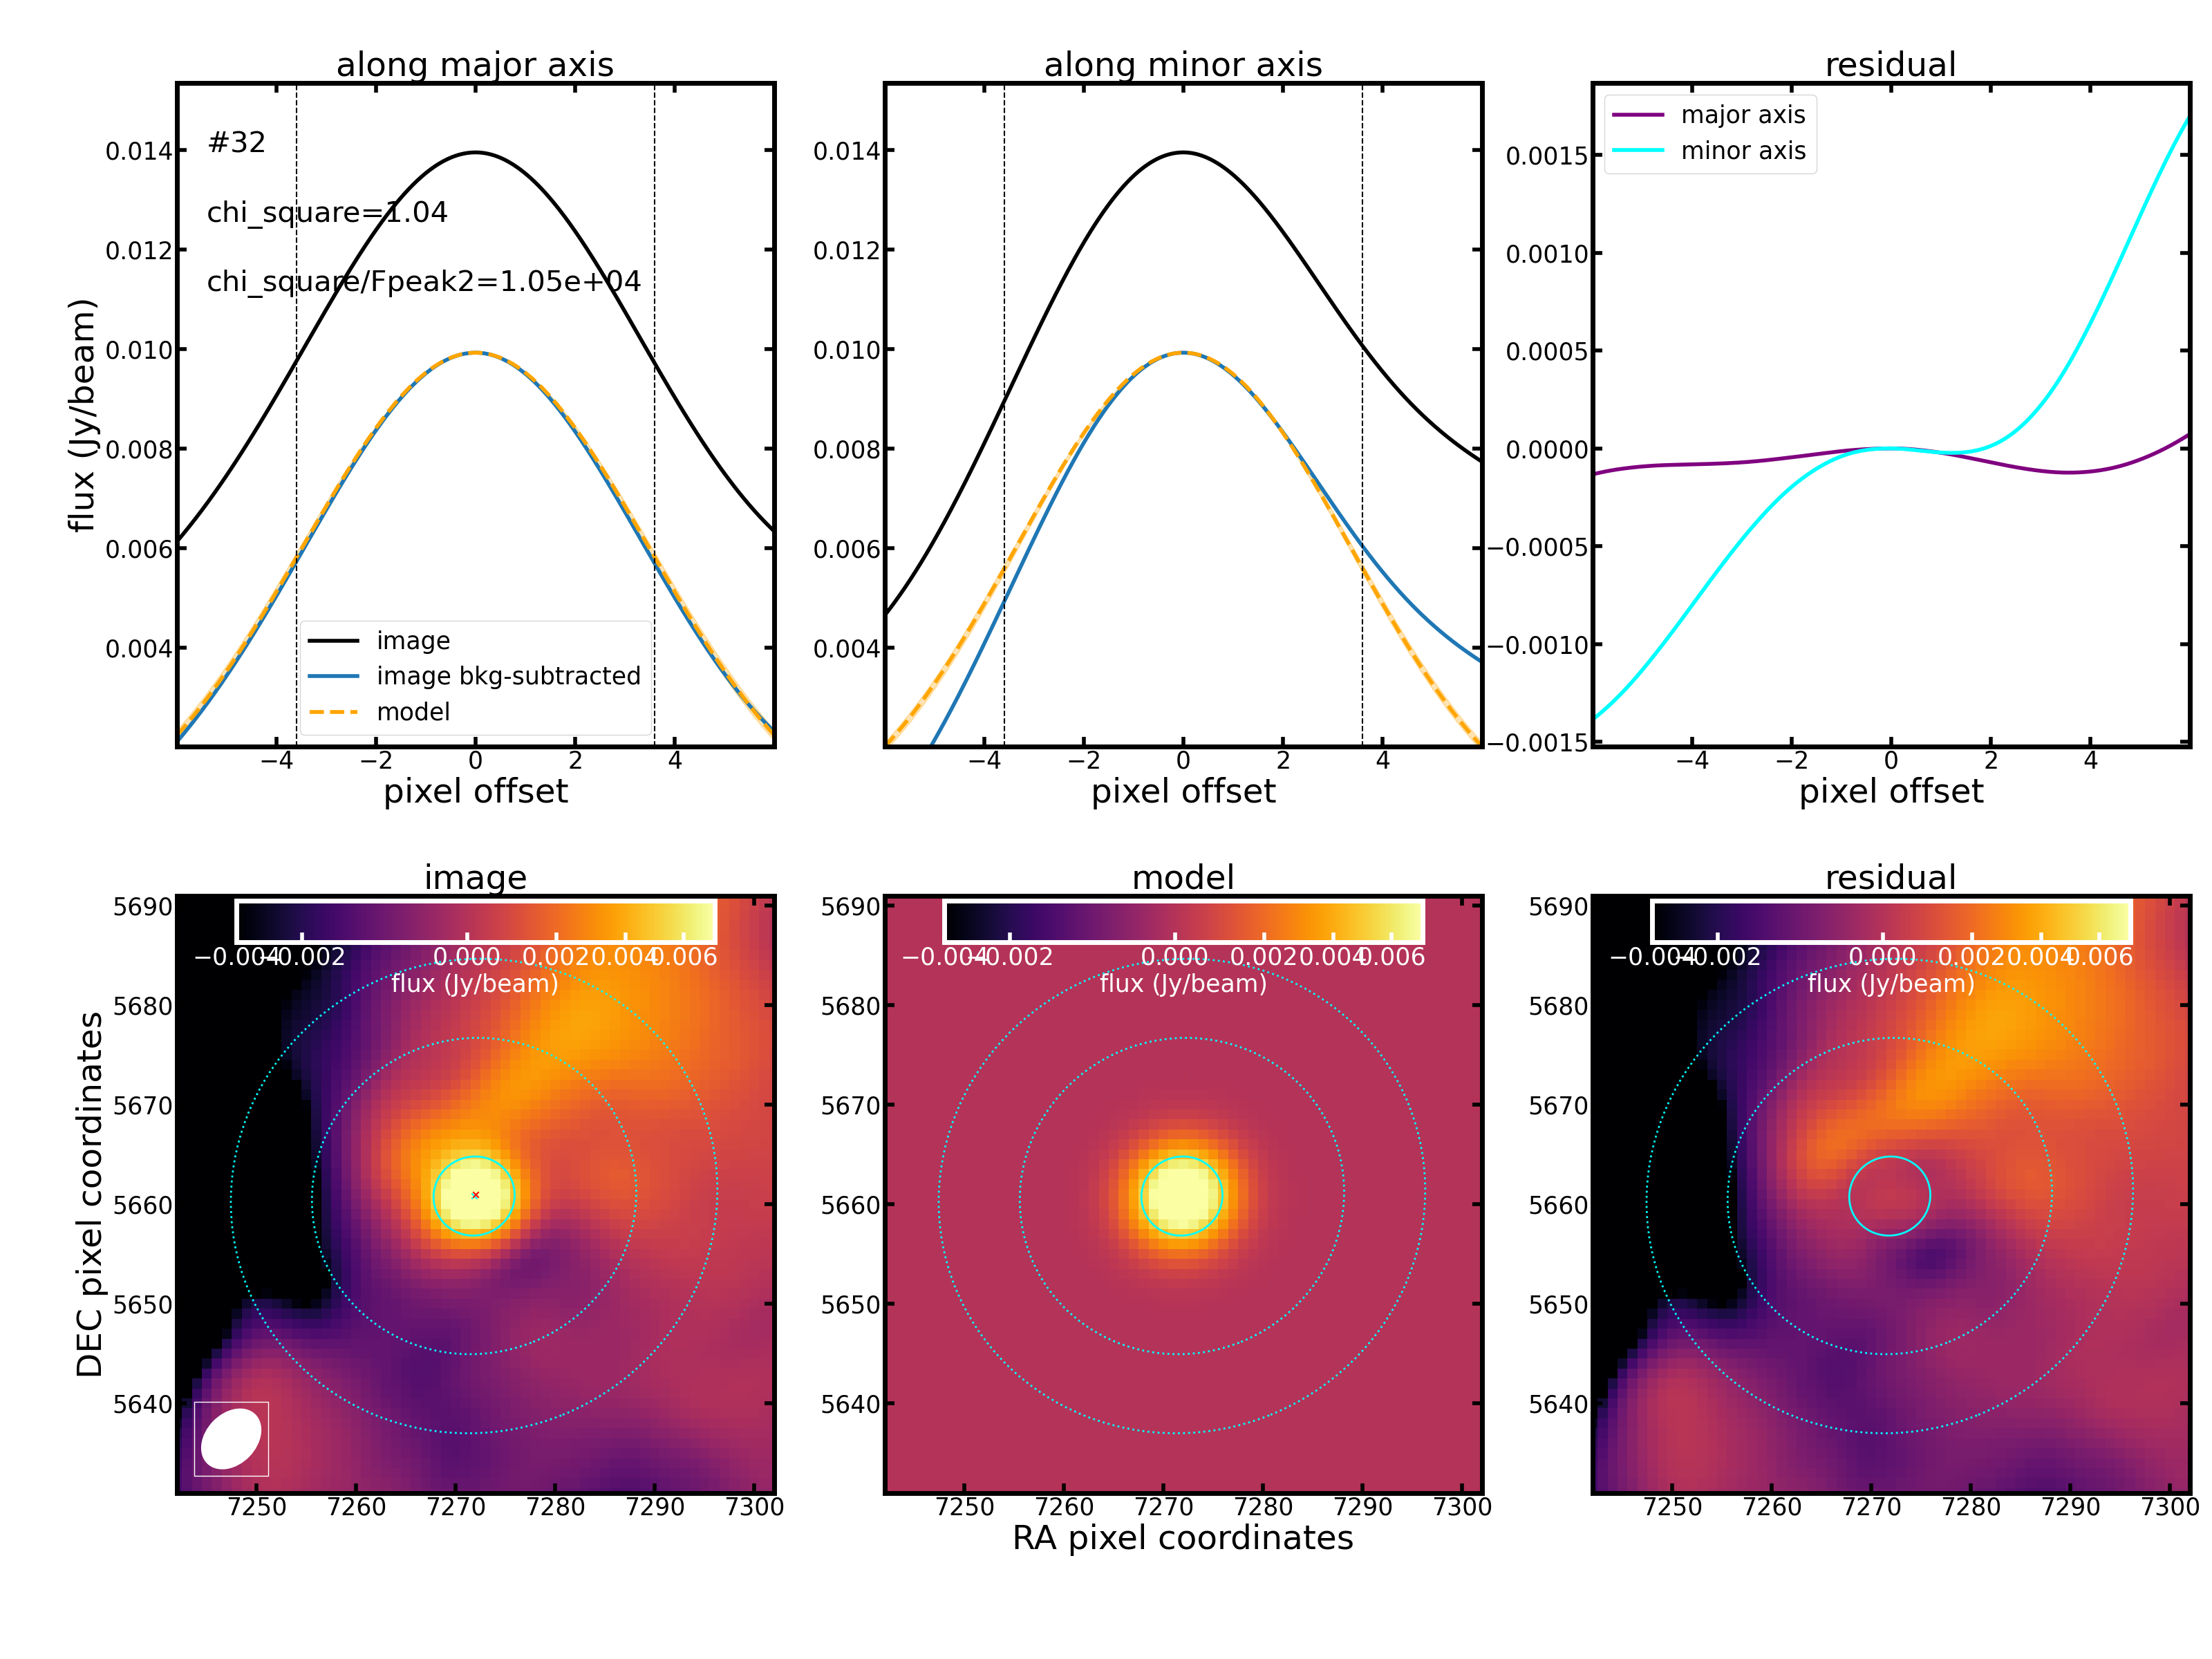 along major axis
along minor axis
residual
#32
chi_square=1.04
chi_square/Fpeak2=1.05e+04
image
image bkg-subtracted
model
major axis
minor axis
0.014
0.012
0.010
0.008
0.006
0.004
flux (Jy/beam)
−4 −2 0 2 4
pixel offset
0.014
0.012
0.010
0.008
0.006
0.004
−4 −2 0 2 4
pixel offset
0.0015
0.0010
0.0005
0.0000
−0.0005
−0.0010
−0.0015
−4 −2 0 2 4
pixel offset
image
model
residual
−0.004 −0.002 0.000 0.002 0.004 0.006
flux (Jy/beam)
−0.004 −0.002 0.000 0.002 0.004 0.006
flux (Jy/beam)
−0.004 −0.002 0.000 0.002 0.004 0.006
flux (Jy/beam)
DEC pixel coordinates
5690
5680
5670
5660
5650
5640
7250 7260 7270 7280 7290 7300
5690
5680
5670
5660
5650
5640
7250 7260 7270 7280 7290 7300
RA pixel coordinates
5690
5680
5670
5660
5650
5640
7250 7260 7270 7280 7290 7300